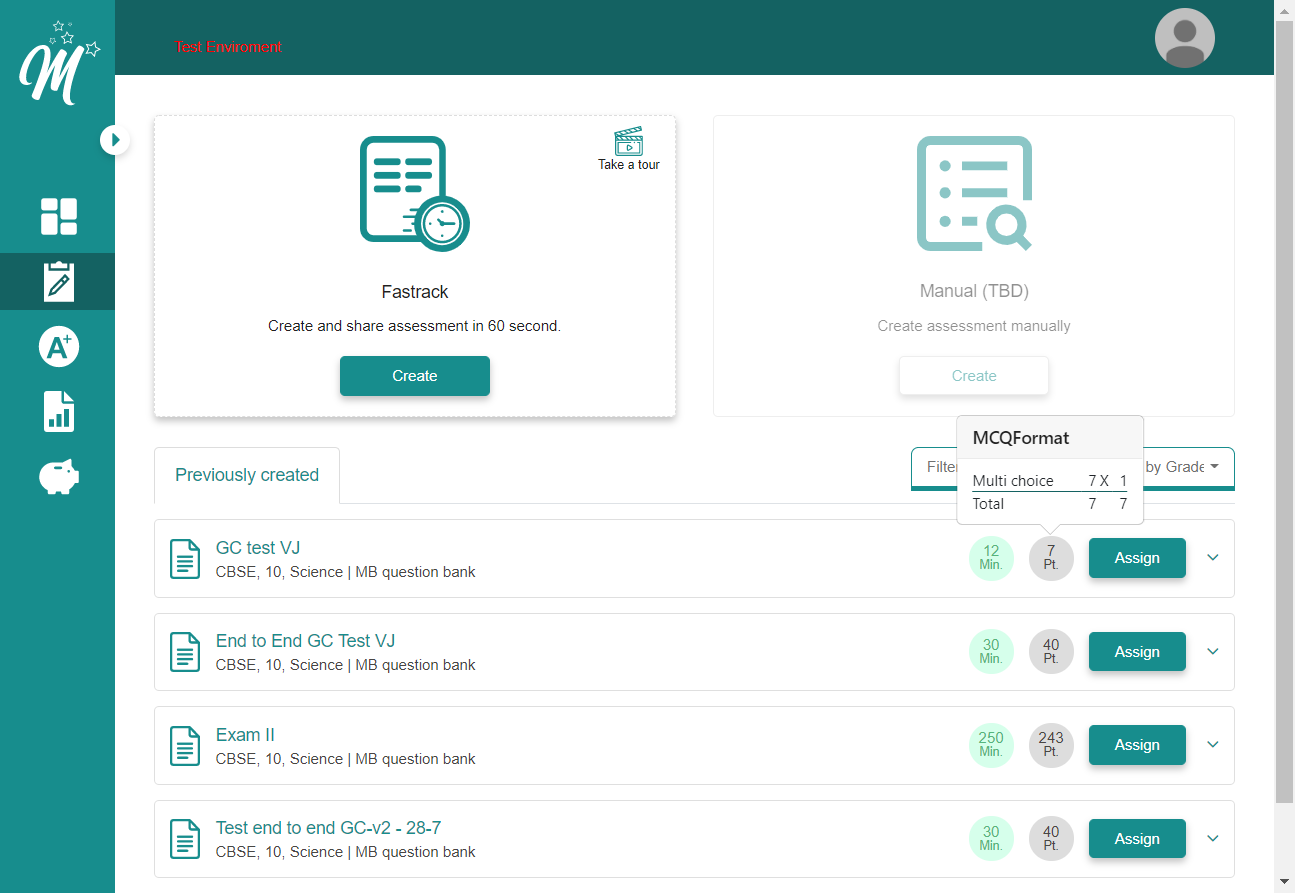 M
Test Enviroment
Take a tour
Fastrack
Create and share assessment in 60 second.
Create
Manual (TBD)
Create assessment manually
Create
A+
Previously created
Filter
by Grade
MCQFormat
Multi choice 7 X 1
Total 7 7
GC test VJ
CBSE, 10, Science | MB question bank
12
Min.
7
Pt.
Assign
End to End GC Test VJ
CBSE, 10, Science | MB question bank
30
Min.
40
Pt.
Assign
Exam II
CBSE, 10, Science | MB question bank
250
Min.
243
Pt.
Assign
Test end to end GC-v2 - 28-7
CBSE, 10, Science | MB question bank
30
Min.
40
Pt.
Assign